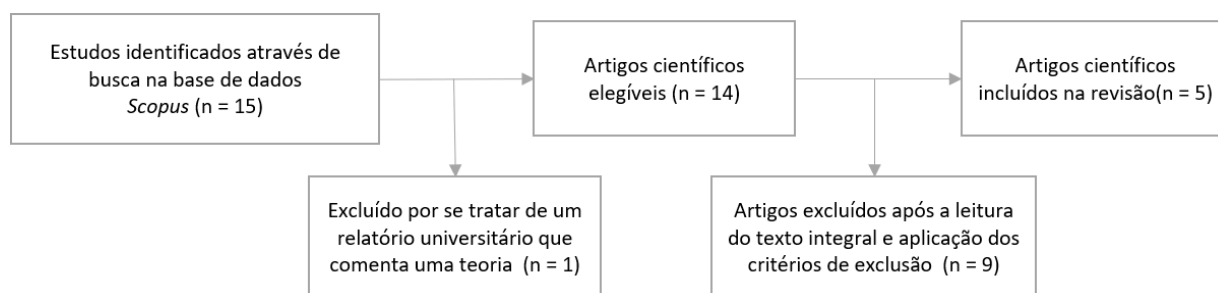 Estudos identificados através de
busca na base de dados
Scopus (n = 15)
Artigos científicos
elegíveis (n = 14)
Artigos científicos
incluídos na revisão(n = 5)
Excluído por se tratar de um
relatório universitário que
comenta uma teoria (n = 1)
Artigos excluídos após a leitura
do texto integral e aplicação dos
critérios de exclusão (n = 9)